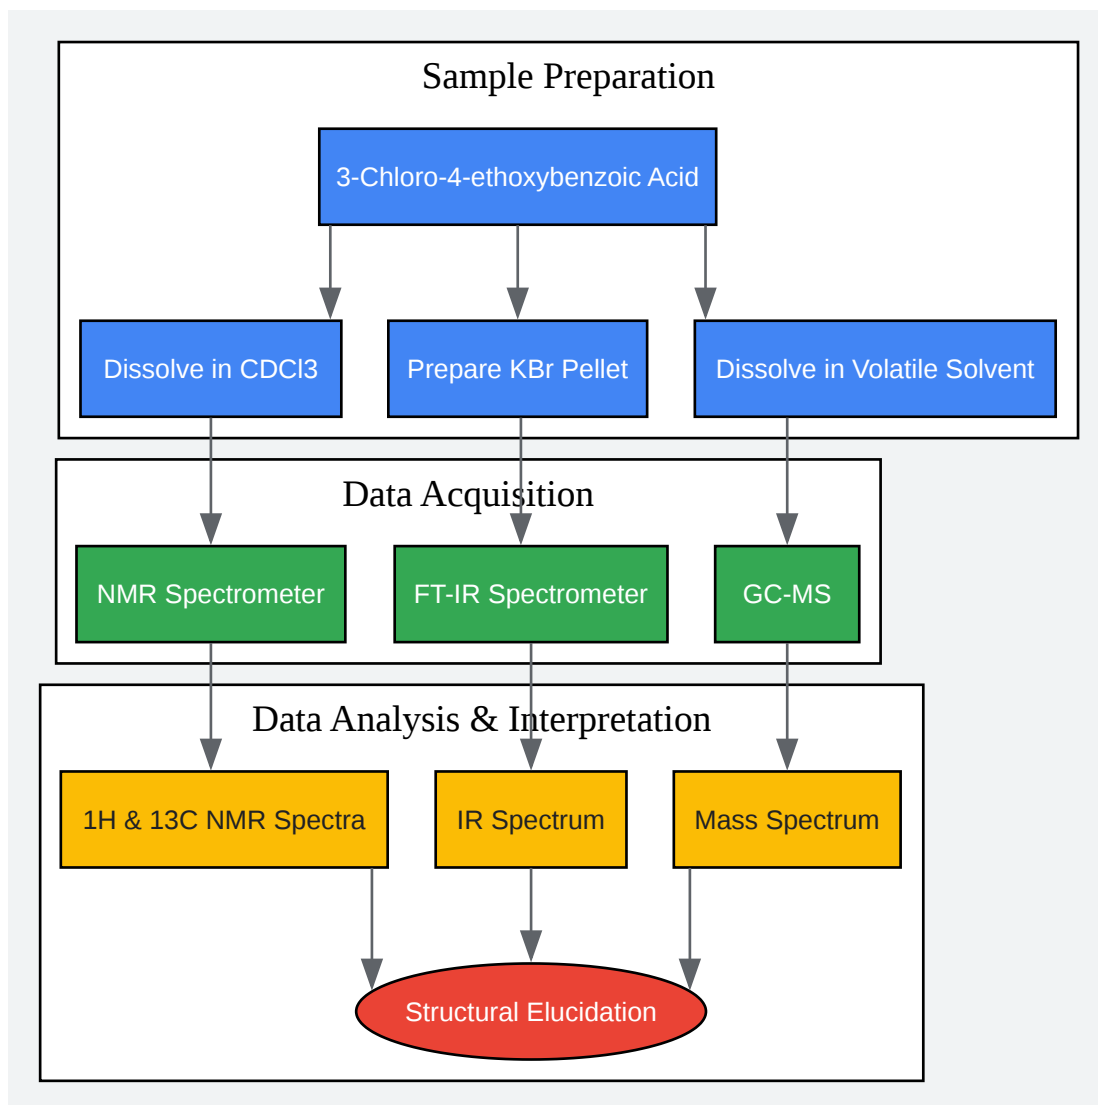 Sample Preparation
3-Chloro-4-ethoxybenzoic Acid
Dissolve in CDCl3
Prepare KBr Pellet
Dissolve in Volatile Solvent
Data Acquisition
NMR Spectrometer
FT-IR Spectrometer
GC-MS
Data Analysis & Interpretation
1H & 13C NMR Spectra
IR Spectrum
Mass Spectrum
Structural Elucidation